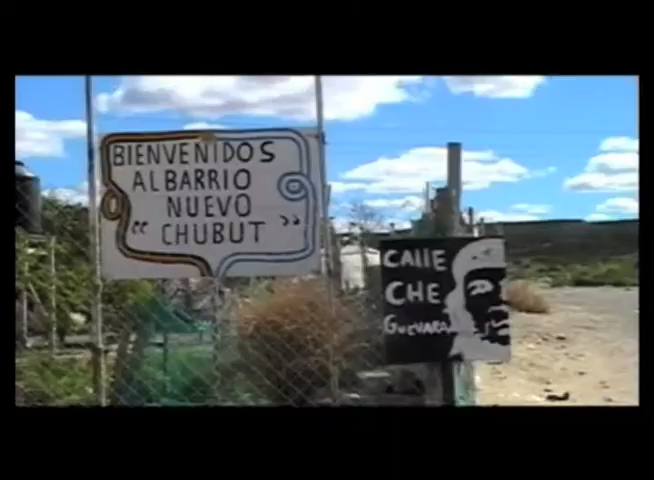 BIENVENIDOS
AL BARRIO
NUEVO
"CHUBUT"
CAllE
CHE
GUEVARA